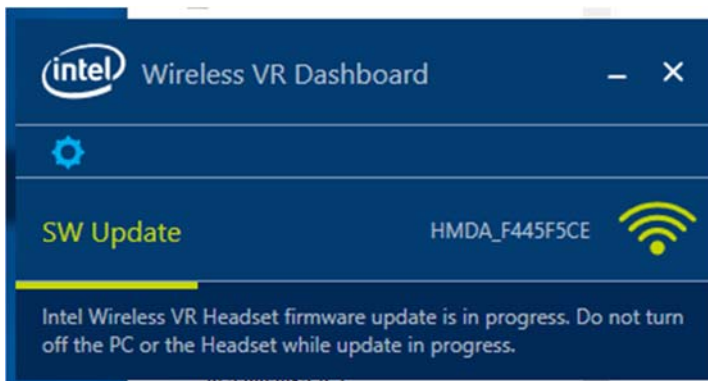 intel Wireless VR Dashboard
SW Update HMDA_F445F5CE
Intel Wireless VR Headset firmware update is in progress. Do not turn
off the PC or the Headset while update in progress.